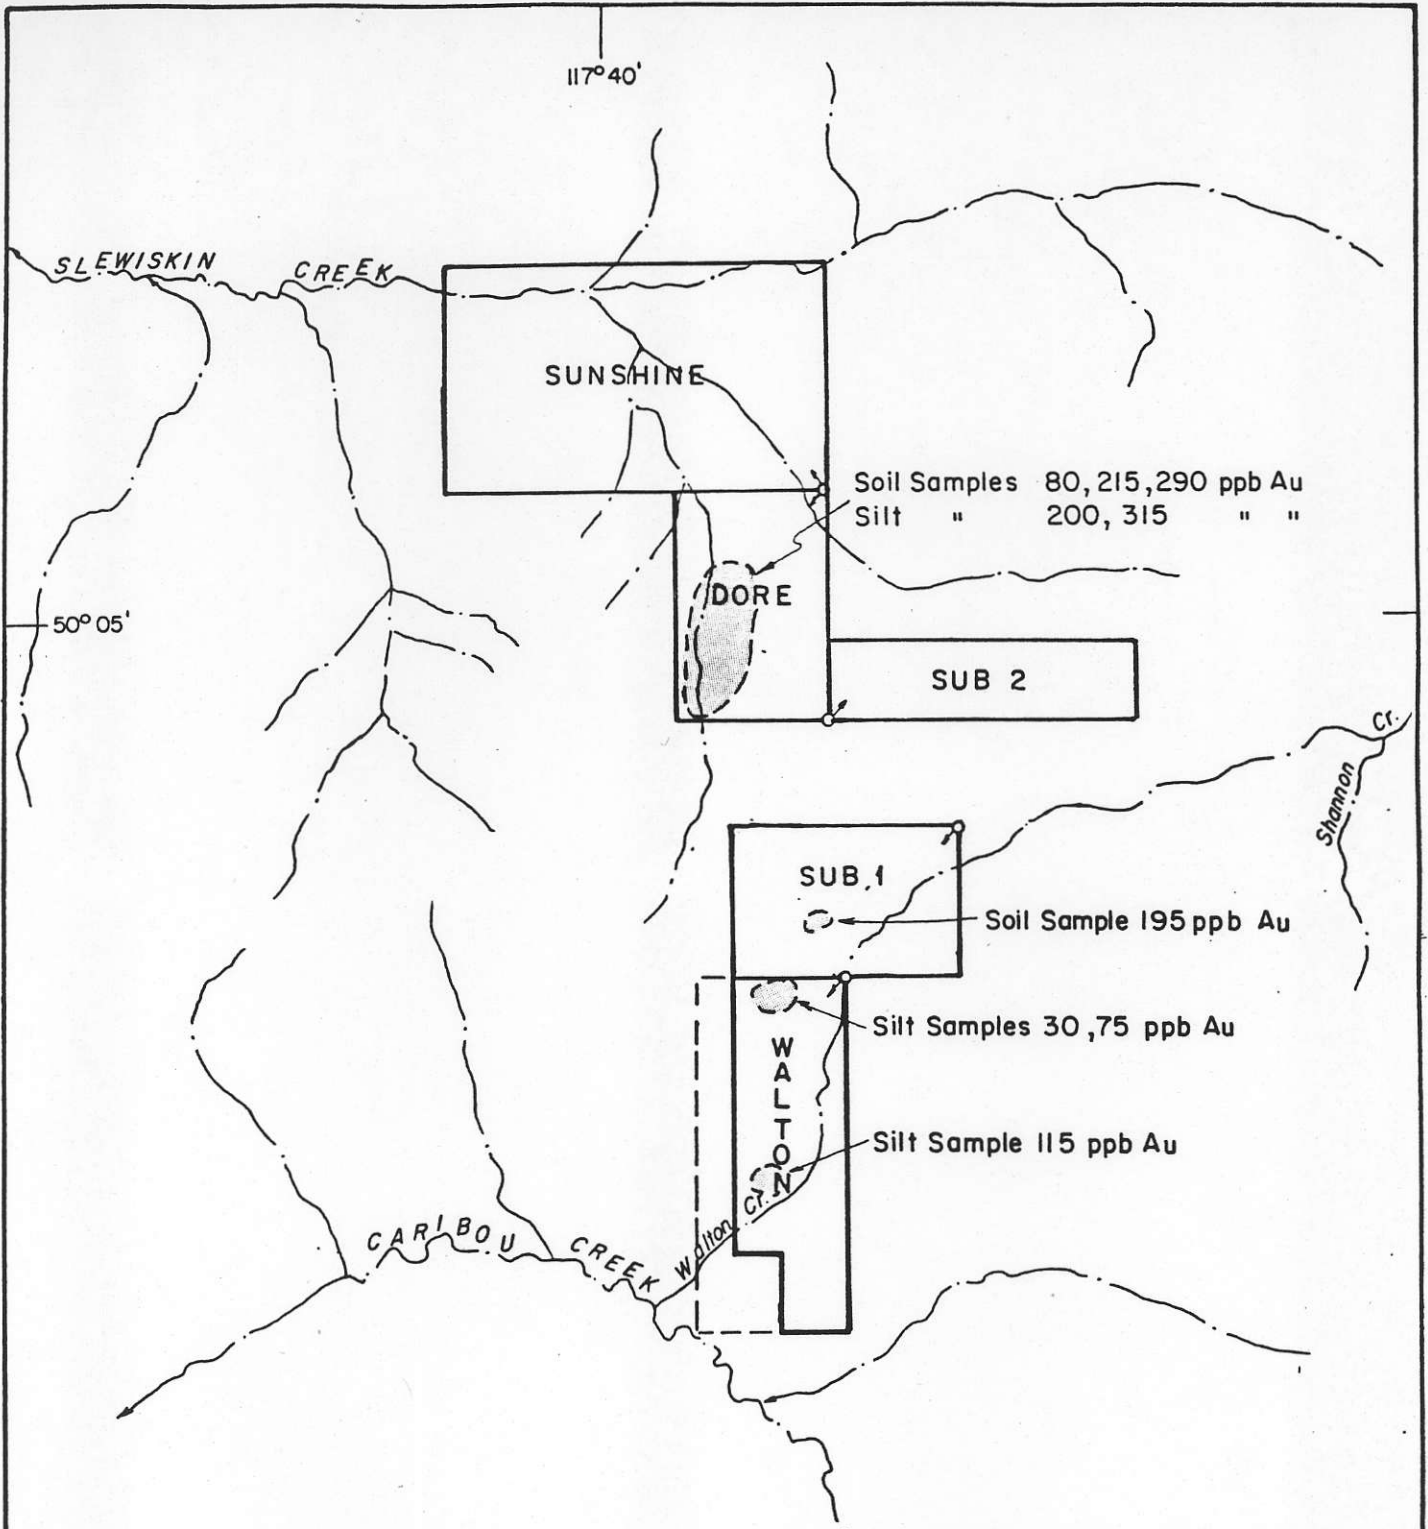 117° 40'
SLEWISKIN CREEK
SUNSHINE
Soil Samples 80, 215, 290 ppb Au
Silt " 200, 315 " "
DORE
50° 05'
SUB 2
Cr.
Shannon
SUB. 1
Soil Sample 195 ppb Au
Silt Samples 30, 75 ppb Au
WALTON
Silt Sample 115 ppb Au
Walton Cr.
CARIBOU CREEK